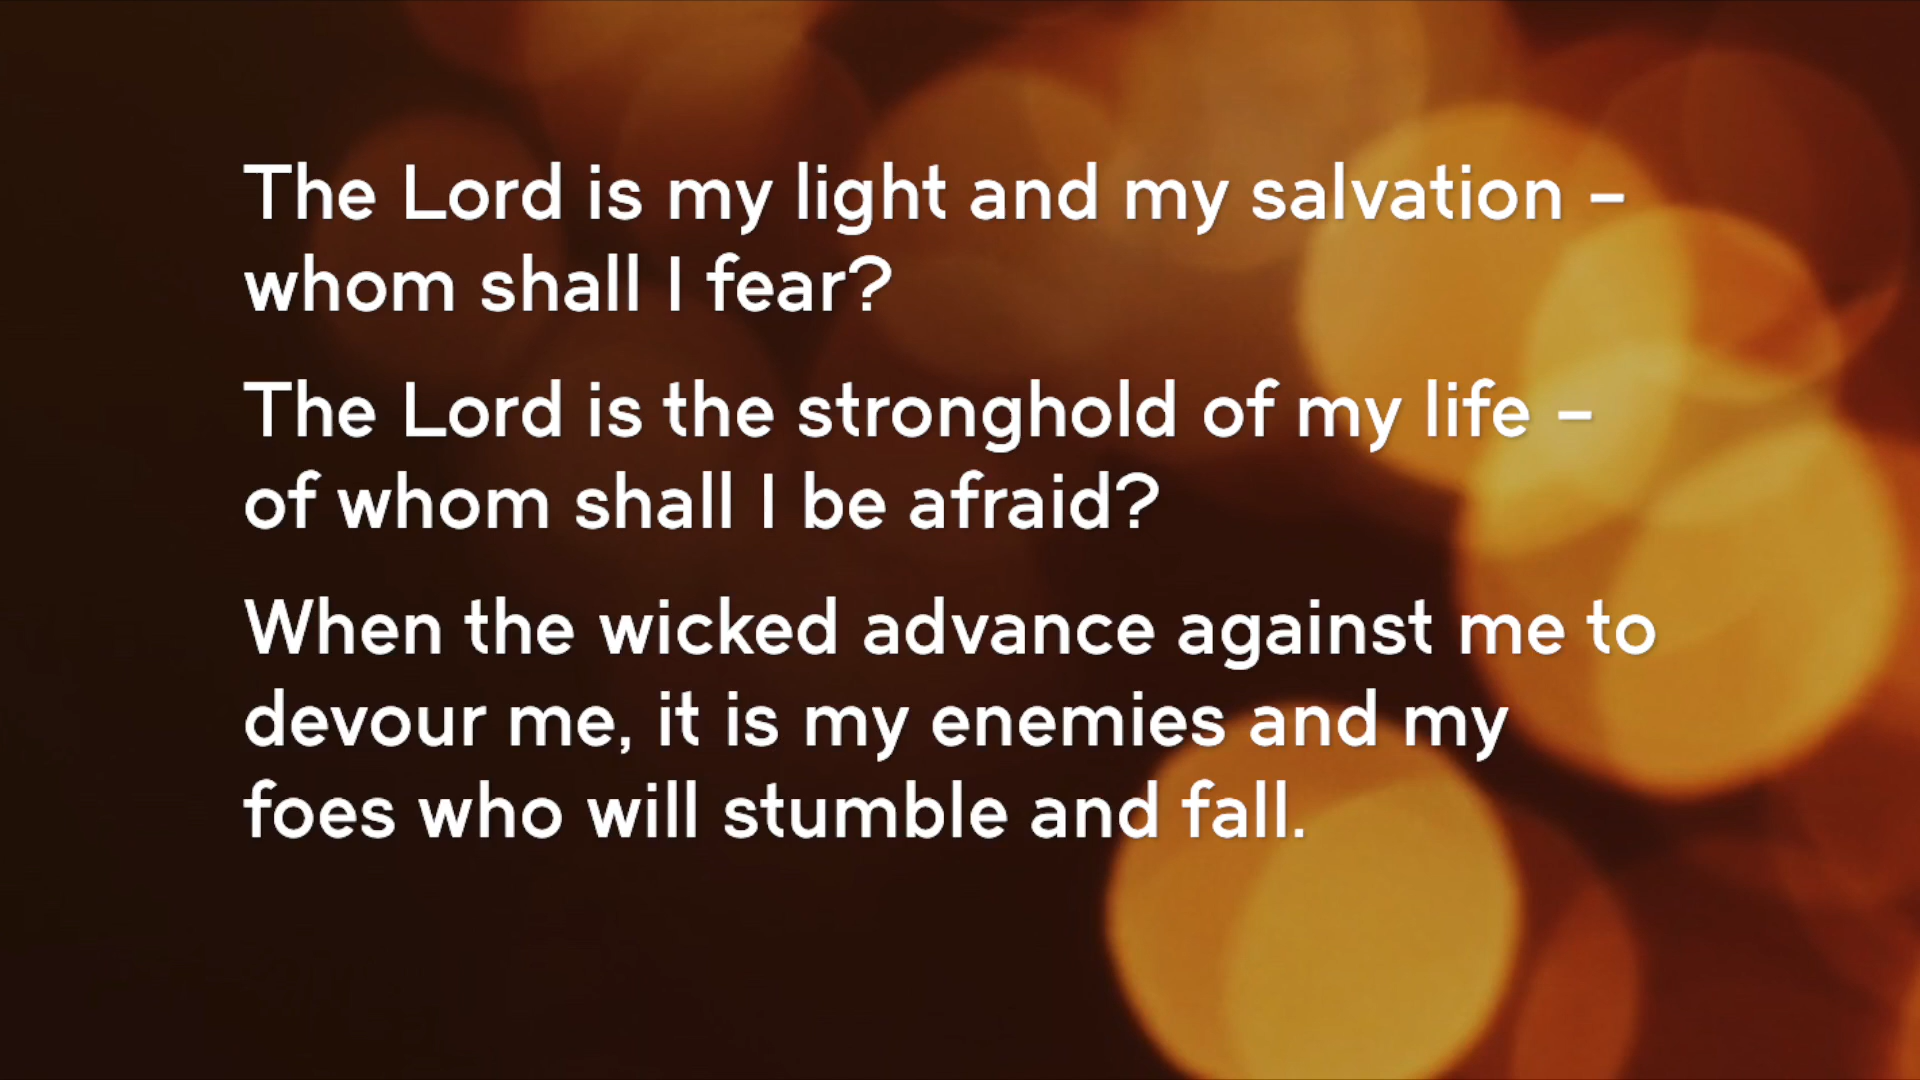 The Lord is my light and my salvation –
whom shall I fear?
The Lord is the stronghold of my life –
of whom shall I be afraid?
When the wicked advance against me to
devour me, it is my enemies and my
foes who will stumble and fall.